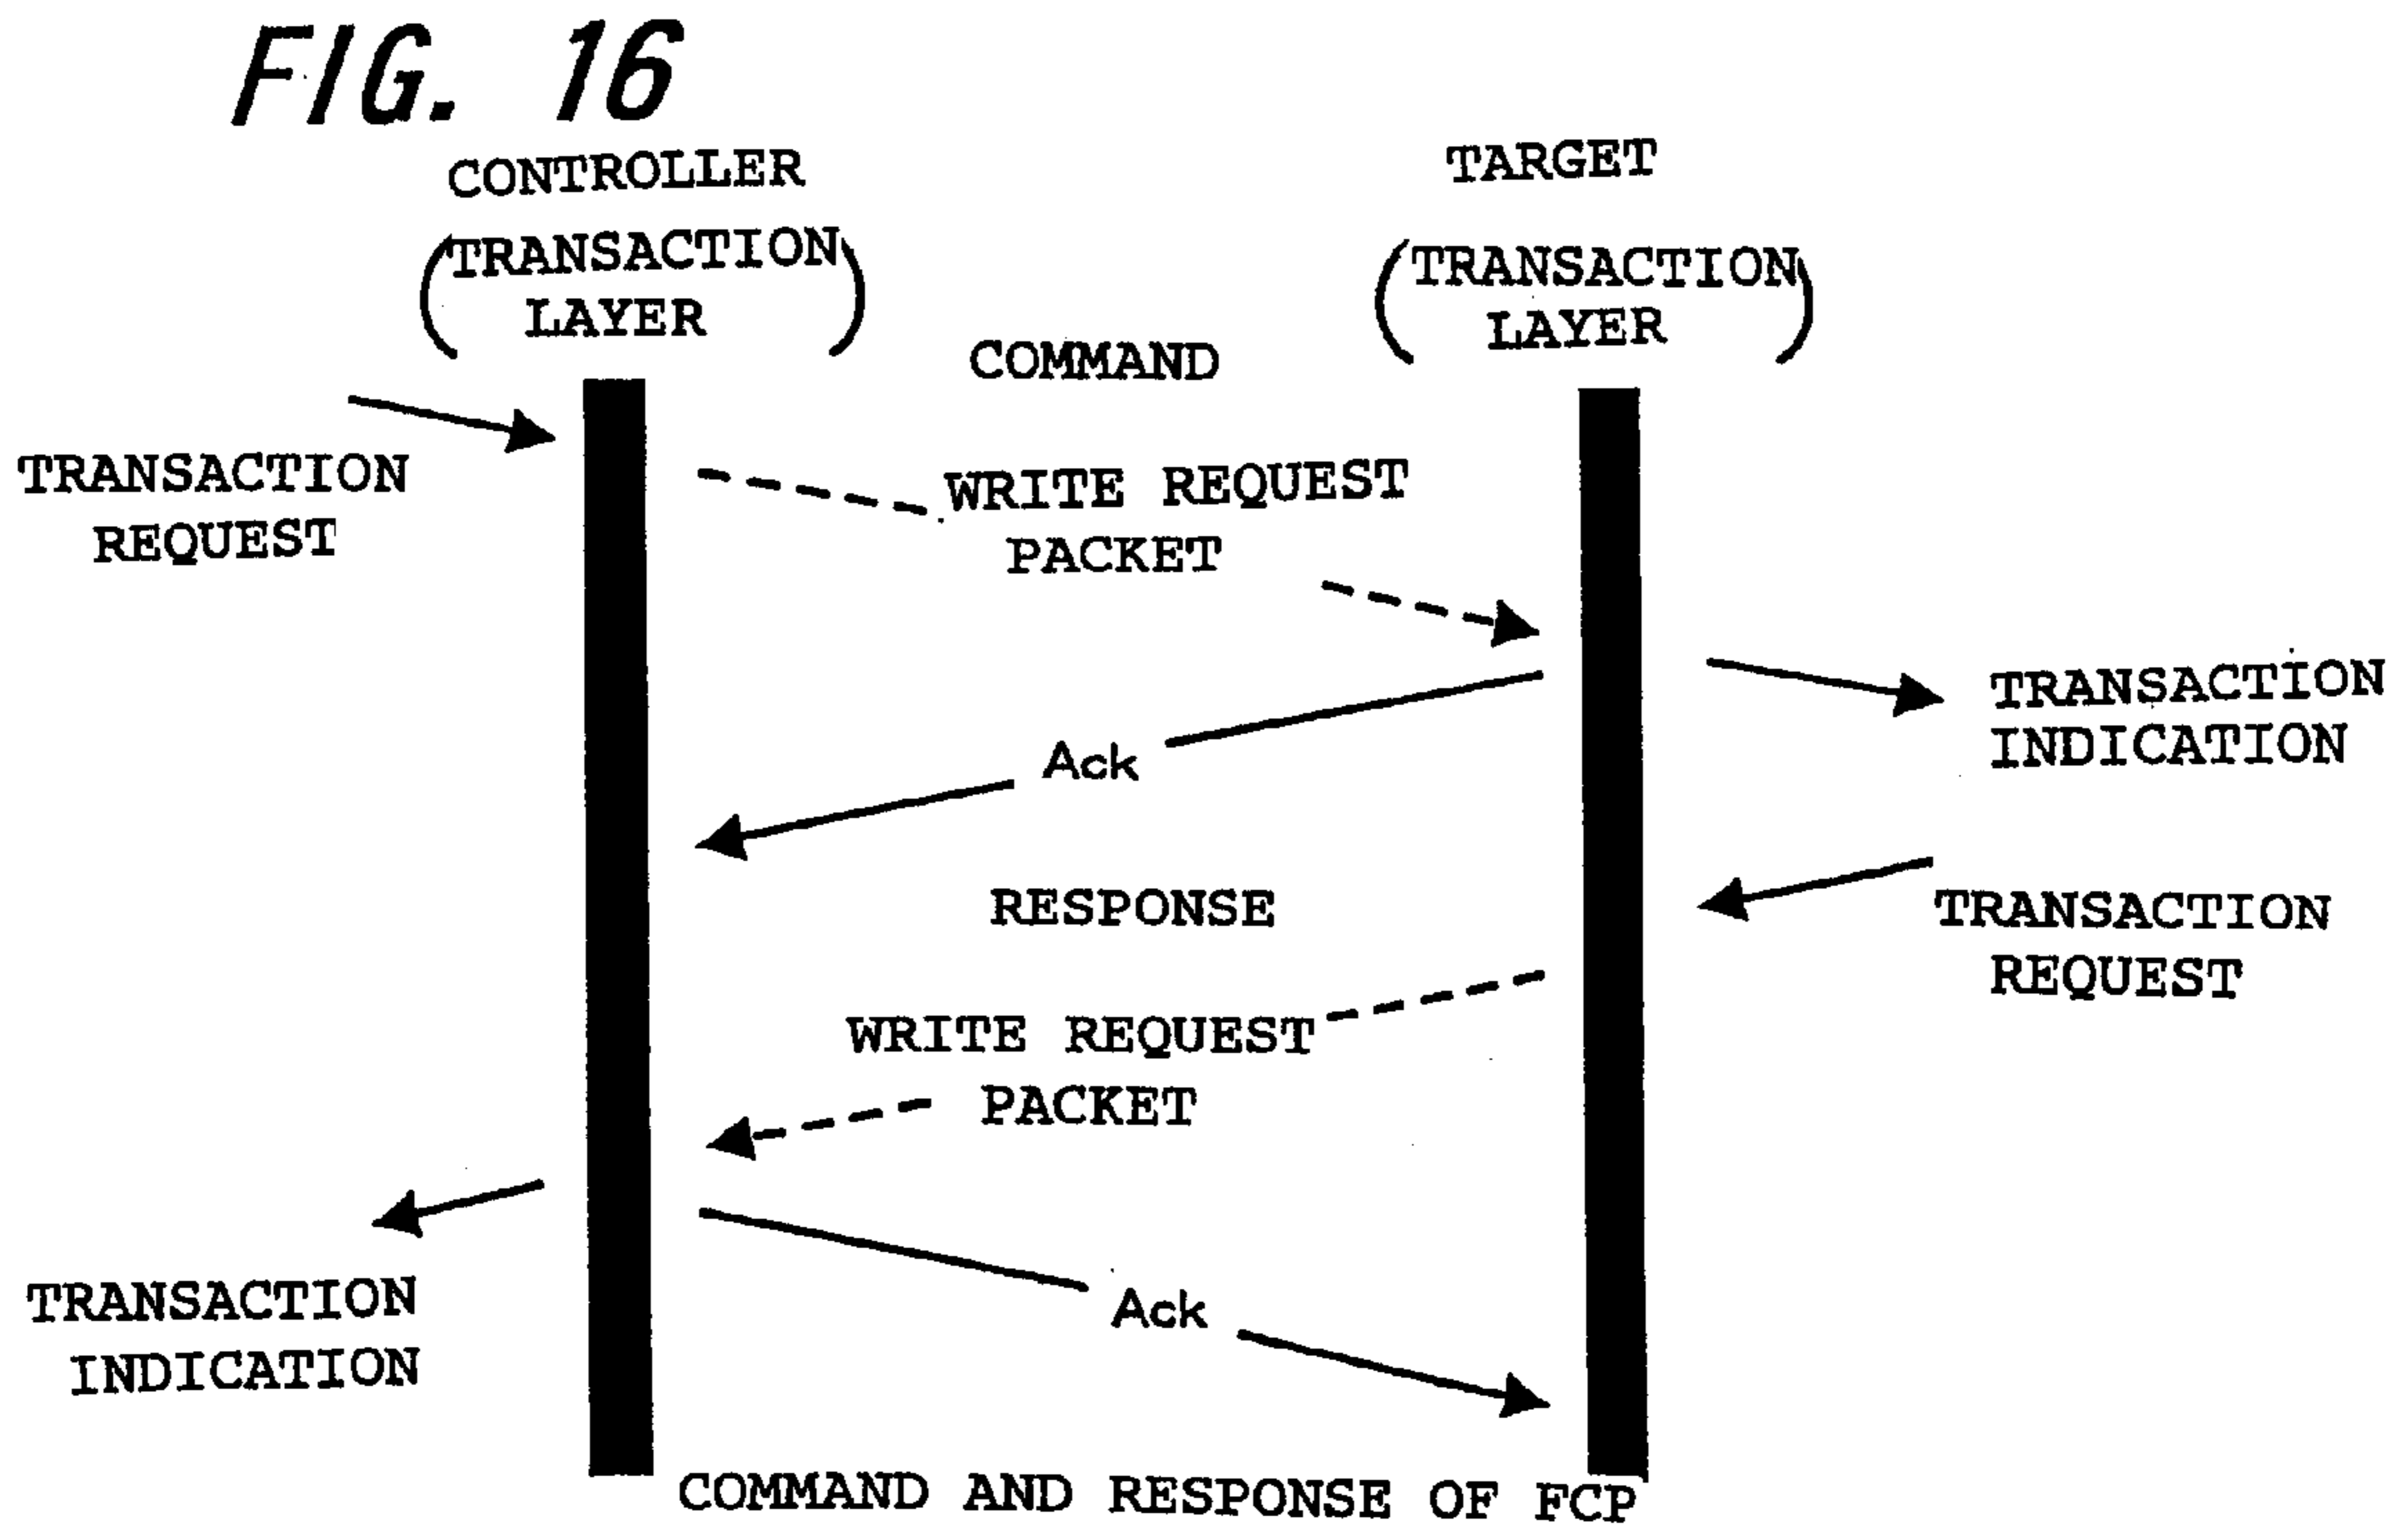 FIG. 16
CONTROLLER
(TRANSACTION
LAYER)
TARGET
(TRANSACTION
LAYER)
COMMAND
TRANSACTION
REQUEST
WRITE REQUEST
PACKET
TRANSACTION
INDICATION
Ack
RESPONSE
TRANSACTION
REQUEST
WRITE REQUEST
PACKET
TRANSACTION
INDICATION
Ack
COMMAND AND RESPONSE OF FCP